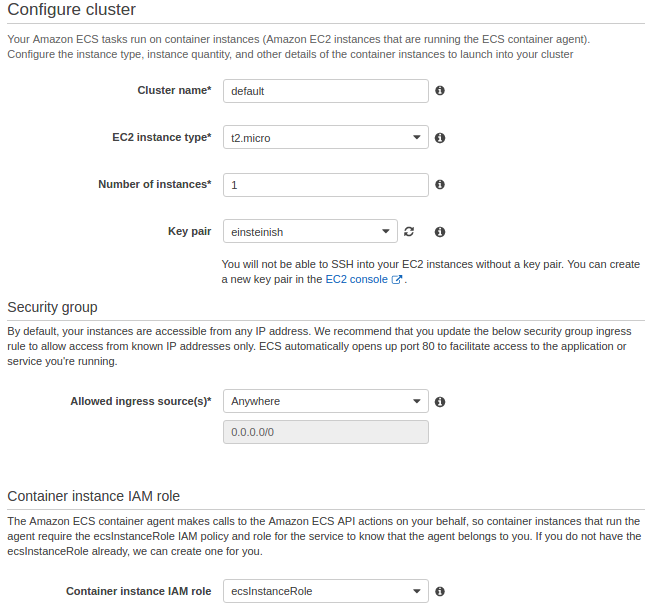 Configure cluster
Your Amazon ECS tasks run on container instances (Amazon EC2 instances that are running the ECS container agent).
Configure the instance type, instance quantity, and other details of the container instances to launch into your cluster
Cluster name* default
EC2 instance type* t2.micro
Number of instances* 1
Key pair einsteinish
You will not be able to SSH into your EC2 instances without a key pair. You can create
a new key pair in the EC2 console .
Security group
By default, your instances are accessible from any IP address. We recommend that you update the below security group ingress
rule to allow access from known IP addresses only. ECS automatically opens up port 80 to facilitate access to the application or
service you're running.
Allowed ingress source(s)* Anywhere
0.0.0.0/0
Container instance IAM role
The Amazon ECS container agent makes calls to the Amazon ECS API actions on your behalf, so container instances that run the
agent require the ecsInstanceRole IAM policy and role for the service to know that the agent belongs to you. If you do not have the
ecsInstanceRole already, we can create one for you.
Container instance IAM role ecsInstanceRole